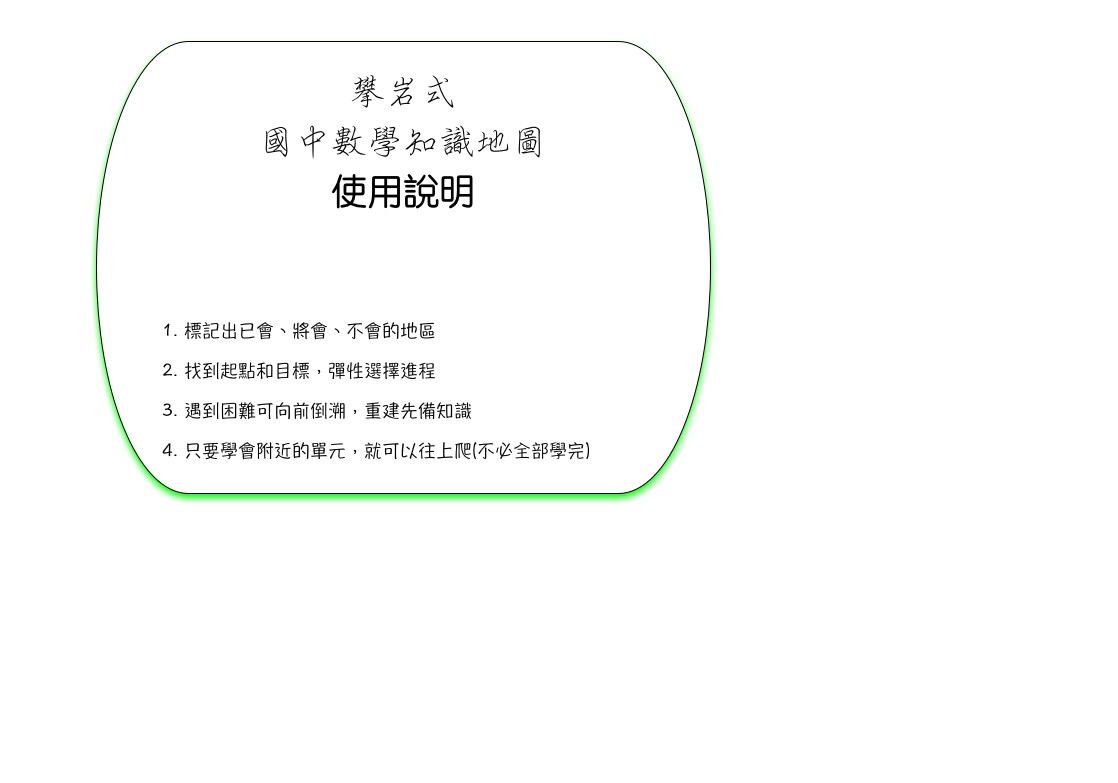 攀岩式
國中數學知識地圖
使用說明
1. 標記出已會、將會、不會的地區
2. 找到起點和目標，彈性選擇進程
3. 遇到困難可向前倒溯，重建先備知識
4. 只要學會附近的單元，就可以往上爬(不必全部學完)